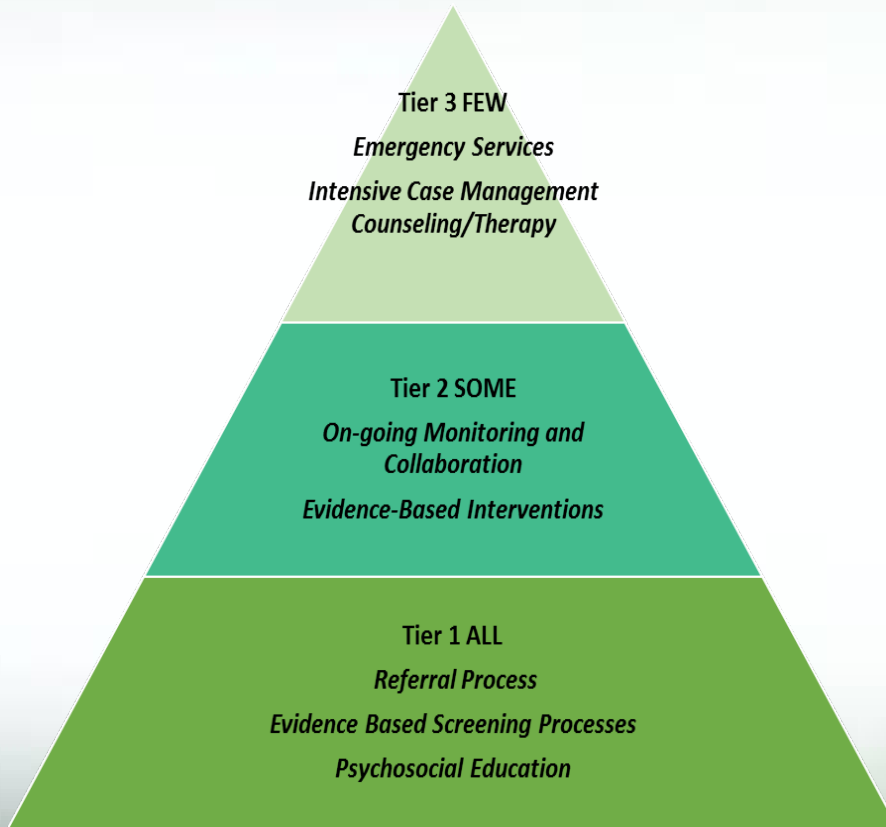 Tier 3 FEW
Emergency Services
Intensive Case Management
Counseling/Therapy
Tier 2 SOME
On-going Monitoring and
Collaboration
Evidence-Based Interventions
Tier 1 ALL
Referral Process
Evidence Based Screening Processes
Psychosocial Education